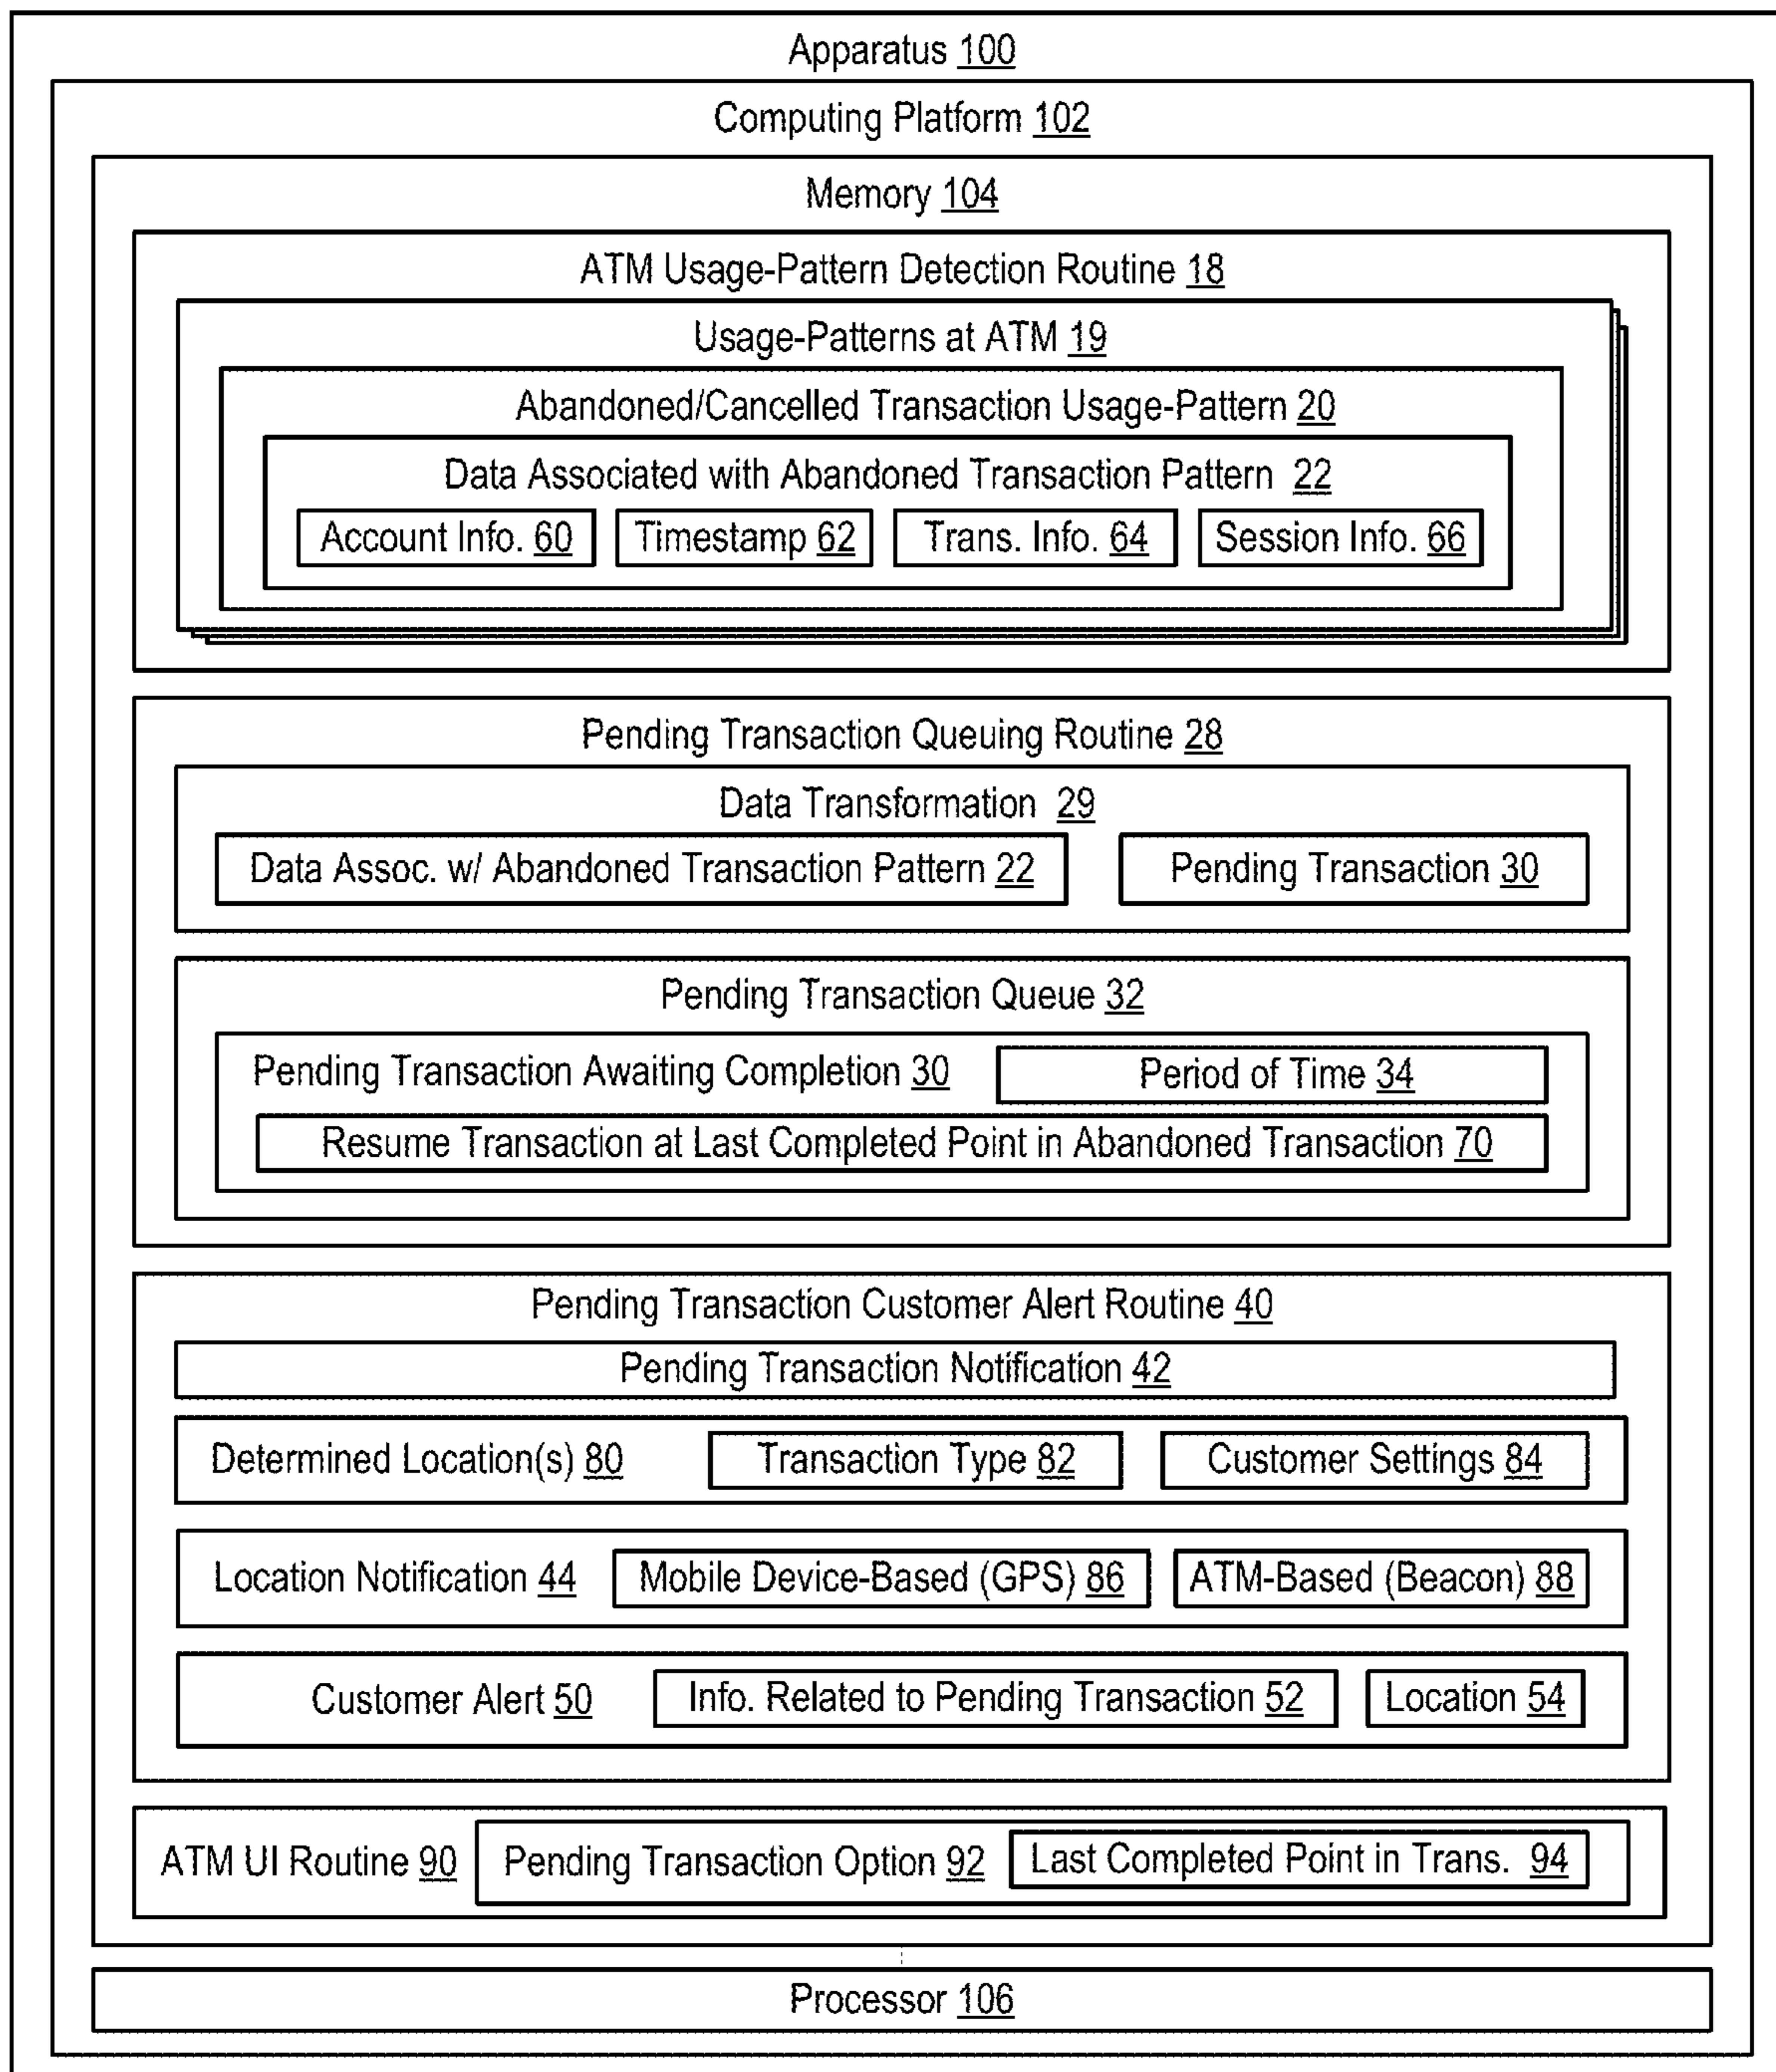 Apparatus 100
Computing Platform 102
Memory 104
ATM Usage-Pattern Detection Routine 18
Usage-Patterns at ATM 19
Abandoned/Cancelled Transaction Usage-Pattern 20
Data Associated with Abandoned Transaction Pattern 22
Account Info. 60 Timestamp 62 Trans. Info. 64 Session Info. 66
Pending Transaction Queuing Routine 28
Data Transformation 29
Data Assoc. w/ Abandoned Transaction Pattern 22 Pending Transaction 30
Pending Transaction Queue 32
Pending Transaction Awaiting Completion 30 Period of Time 34
Resume Transaction at Last Completed Point in Abandoned Transaction 70
Pending Transaction Customer Alert Routine 40
Pending Transaction Notification 42
Determined Location(s) 80 Transaction Type 82 Customer Settings 84
Location Notification 44 Mobile Device-Based (GPS) 86 ATM-Based (Beacon) 88
Customer Alert 50 Info. Related to Pending Transaction 52 Location 54
ATM UI Routine 90 Pending Transaction Option 92 Last Completed Point in Trans. 94
Processor 106